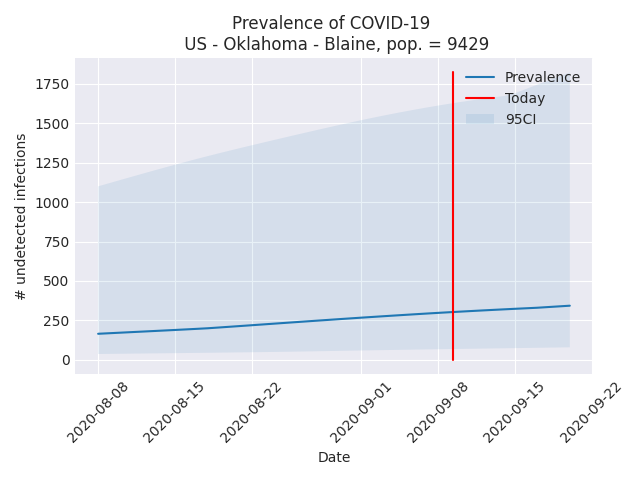 Prevalence of COVID-19
US - Oklahoma - Blaine, pop. = 9429
Prevalence
Today
95CI
1750
1500
1250
1000
750
500
250
0
# undetected infections
2020-08-08
2020-08-15
2020-08-22
2020-09-01
2020-09-08
2020-09-15
2020-09-22
Date